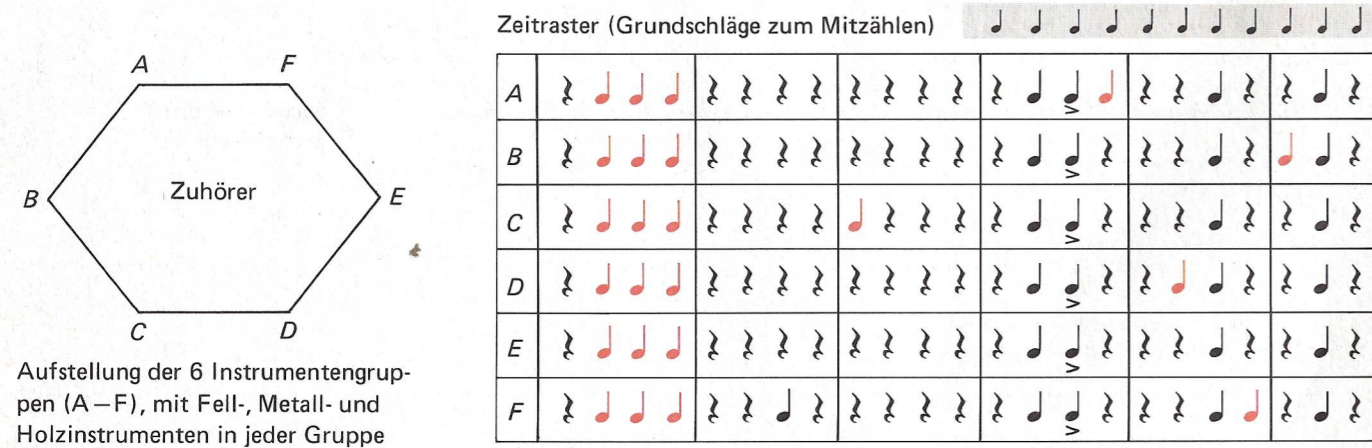 Zeitraster (Grundschläge zum Mitzählen)
A F
B Zuhörer E
C D
Aufstellung der 6 Instrumentengrup-
pen (A–F), mit Fell-, Metall- und
Holzinstrumenten in jeder Gruppe
A
B
C
D
E
F